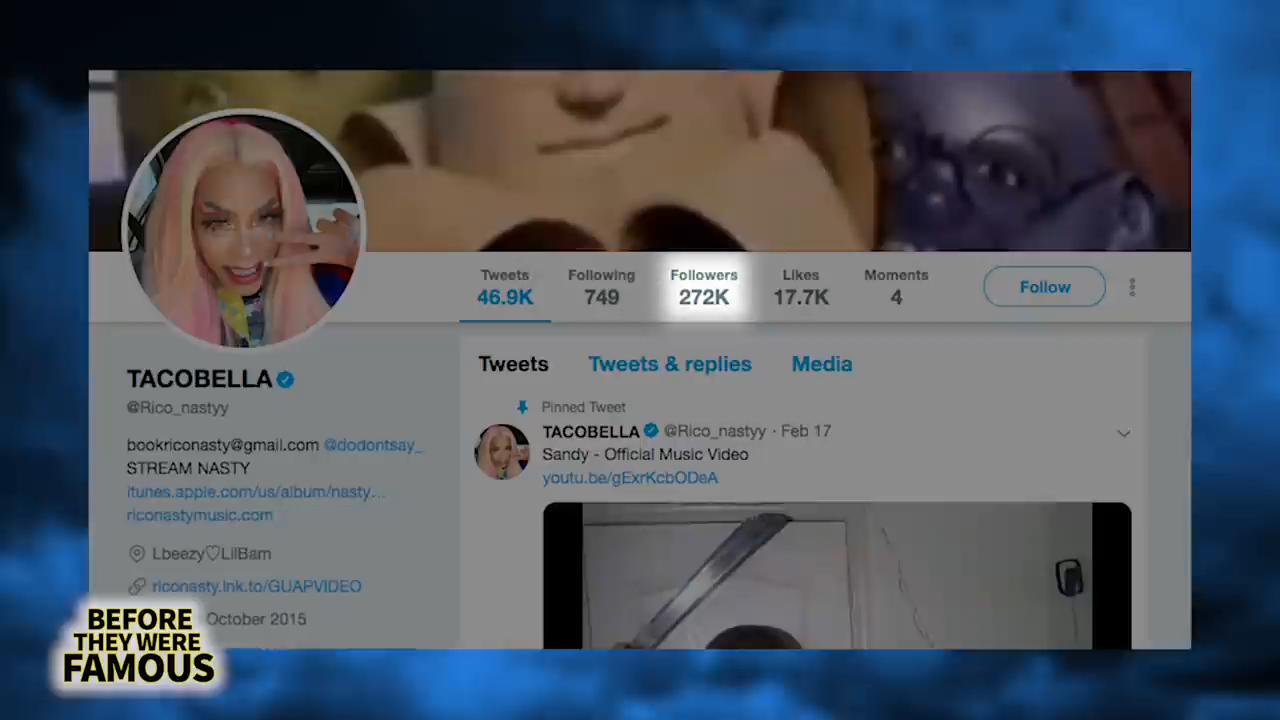 Tweets Following Followers Likes Moments
46.9K 749 272K 17.7K 4
Follow
TACOBELLA
@Rico_nastyy
bookriconasty@gmail.com @dodontsay_
STREAM NASTY
itunes.apple.com/us/album/nasty...
riconastymusic.com
Lbeezy♡LilBam
riconasty.lnk.to/GUAPVIDEO
October 2015
Tweets Tweets & replies Media
Pinned Tweet
TACOBELLA @Rico_nastyy · Feb 17
Sandy - Official Music Video
youtu.be/gExrKcbODeA
BEFORE
THEY WERE
FAMOUS